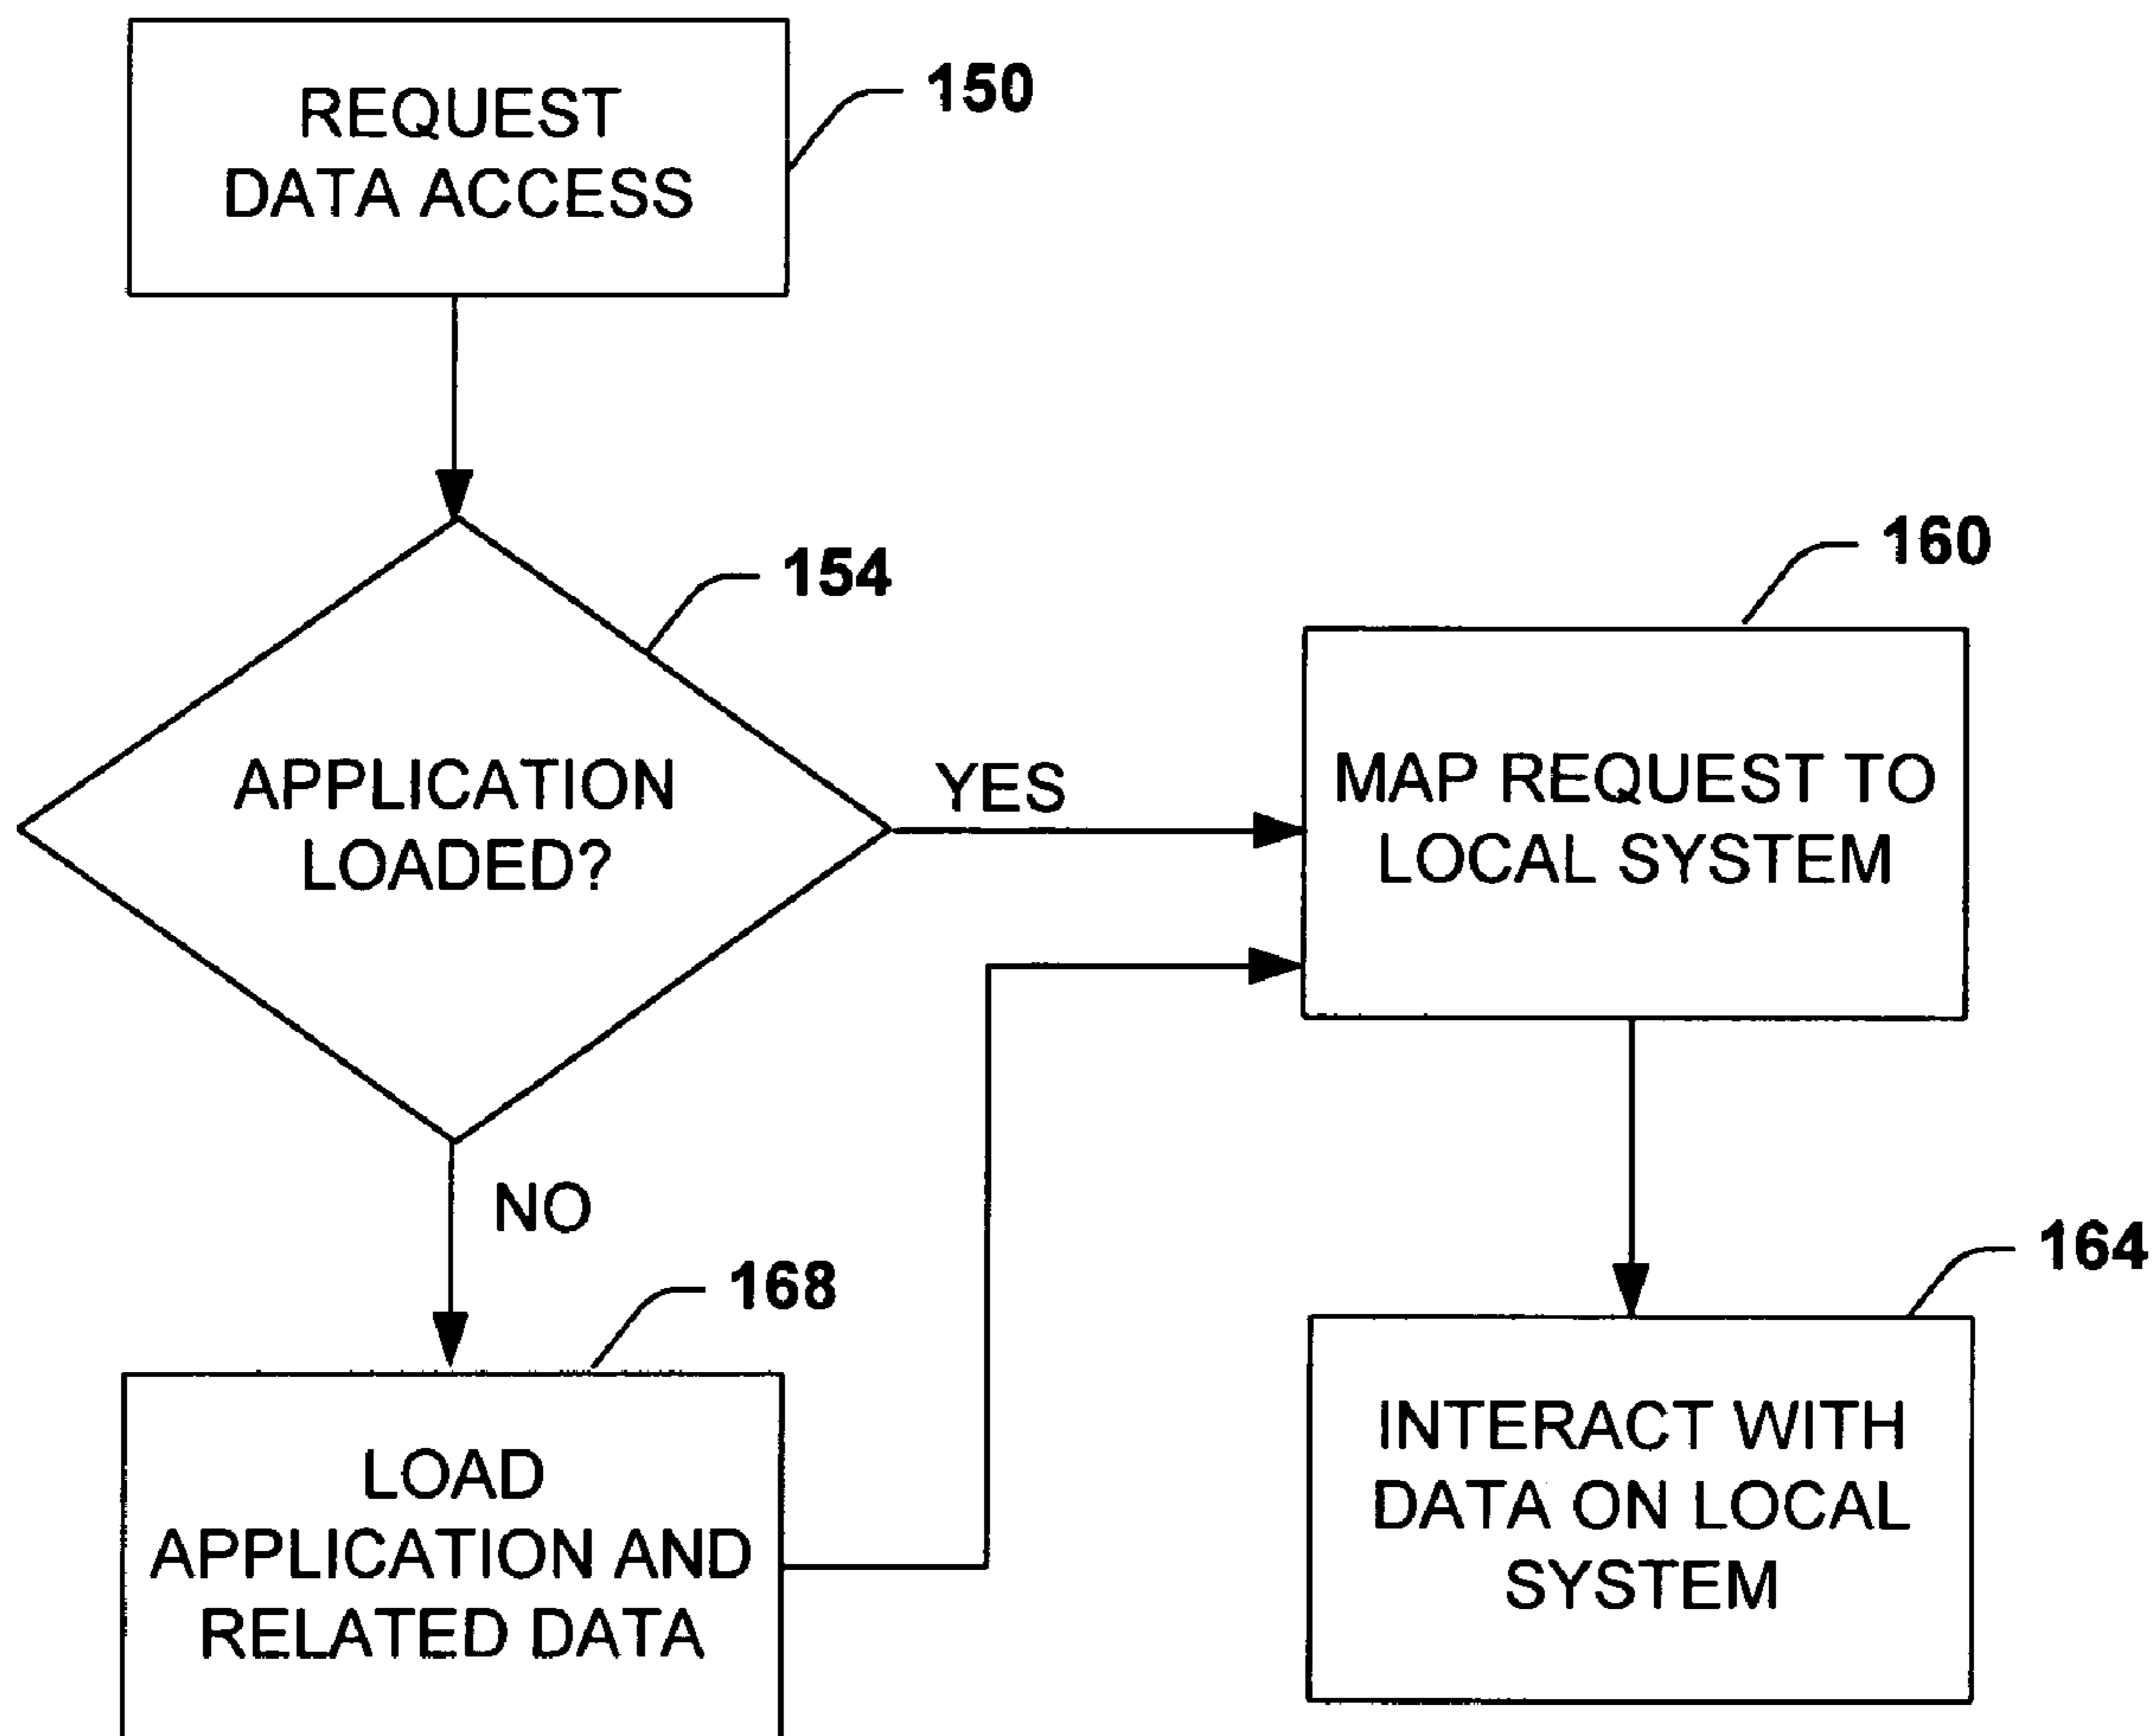 REQUEST
DATA ACCESS
150
154
APPLICATION
LOADED?
YES
160
MAP REQUEST TO
LOCAL SYSTEM
NO
168
LOAD
APPLICATION AND
RELATED DATA
164
INTERACT WITH
DATA ON LOCAL
SYSTEM